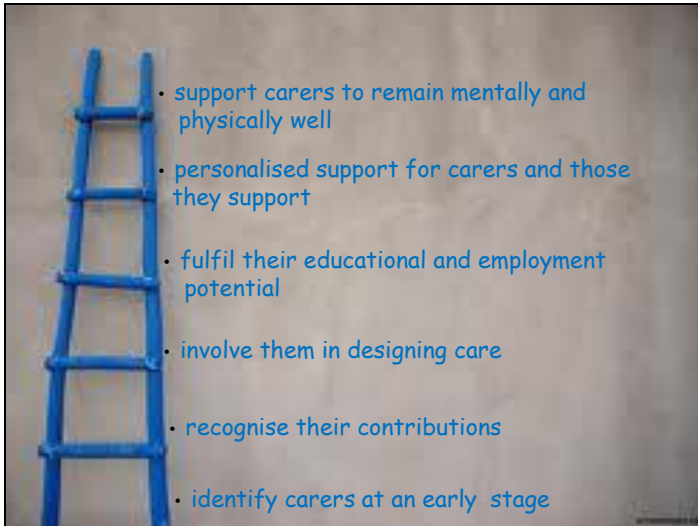 • support carers to remain mentally and
physically well
• personalised support for carers and those
they support
• fulfil their educational and employment
potential
• involve them in designing care
• recognise their contributions
• identify carers at an early stage